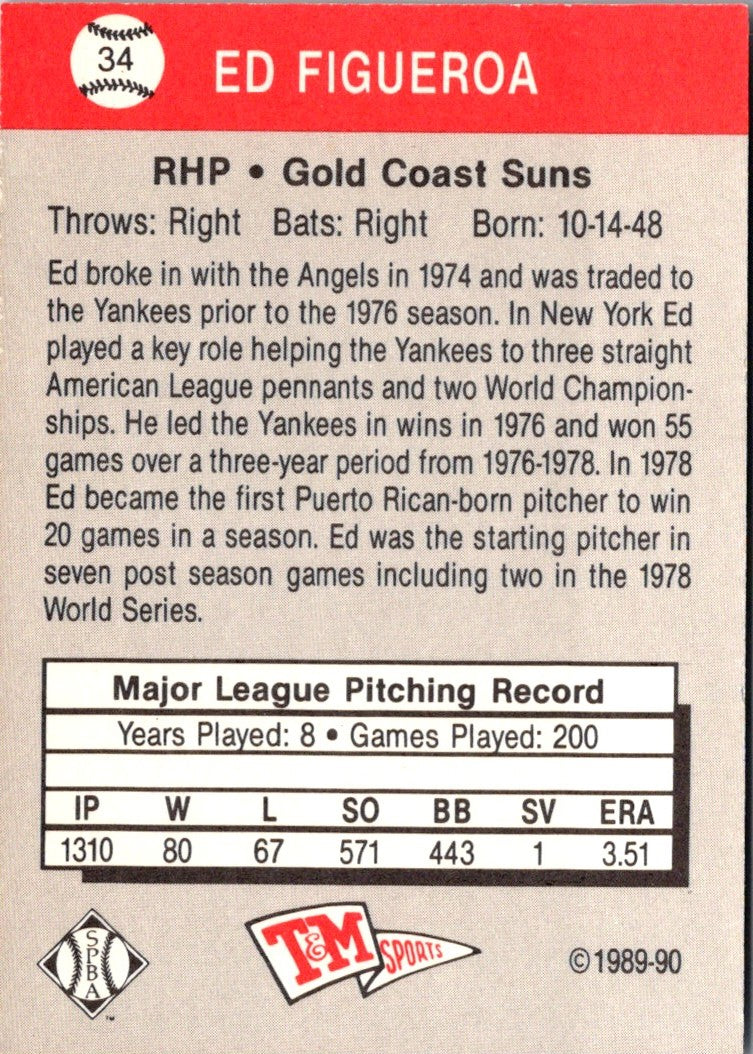 34
ED FIGUEROA
RHP • Gold Coast Suns
Throws: Right Bats: Right Born: 10-14-48
Ed broke in with the Angels in 1974 and was traded to
the Yankees prior to the 1976 season. In New York Ed
played a key role helping the Yankees to three straight
American League pennants and two World Champion-
ships. He led the Yankees in wins in 1976 and won 55
games over a three-year period from 1976-1978. In 1978
Ed became the first Puerto Rican-born pitcher to win
20 games in a season. Ed was the starting pitcher in
seven post season games including two in the 1978
World Series.
Major League Pitching Record
Years Played: 8 • Games Played: 200
IP W L SO BB SV ERA
1310 80 67 571 443 1 3.51
SPBA ™
T&M SPORTS
© 1989-90